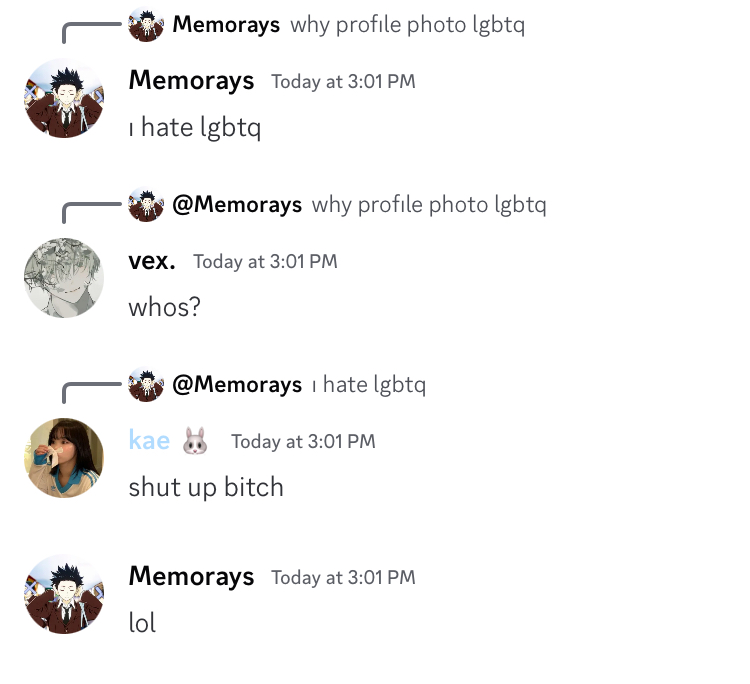 Memorays why profıle photo lgbtq
Memorays Today at 3:01 PM
ı hate lgbtq
@Memorays why profıle photo lgbtq
vex. Today at 3:01 PM
whos?
@Memorays ı hate lgbtq
kae 🐰 Today at 3:01 PM
shut up bitch
Memorays Today at 3:01 PM
lol